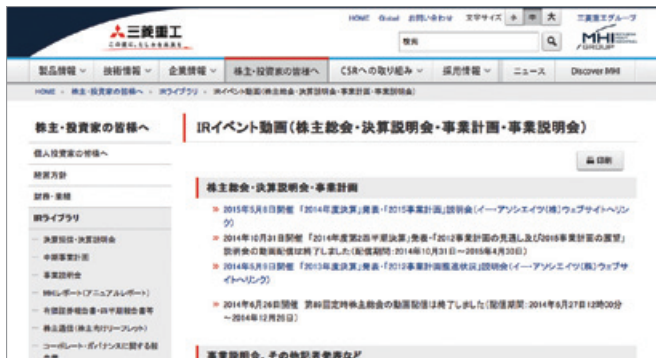 三菱重工
この星に、たしかな未来を
HOME Global お問い合わせ 文字サイズ 小 中 大 三菱重工グループ
検索
MHI
GROUP
製品情報 技術情報 企業情報 株主・投資家の皆様へ CSRへの取り組み 採用情報 ニュース Discover MHI
HOME › 株主・投資家の皆様へ › IRライブラリ › IRイベント動画(株主総会・決算説明会・事業計画・事業説明会)
株主・投資家の皆様へ
個人投資家の皆様へ
経営方針
財務・業績
IRライブラリ
決算短信・決算説明会
中期事業計画
事業説明会
MHIレポート(アニュアルレポート)
有価証券報告書・四半期報告書等
株主通信(株主向けリーフレット)
コーポレート・ガバナンスに関する報
IRイベント動画(株主総会・決算説明会・事業計画・事業説明会)
印刷
株主総会・決算説明会・事業計画
» 2015年5月8日開催 「2014年度決算」発表・「2015事業計画」説明会(イー・アソシエイツ(株)ウェブサイトへリンク)
» 2014年10月31日開催 「2014年度第2四半期決算」発表・「2012事業計画の見通し及び2015事業計画の展望」
説明会の動画配信は終了しました(配信期間:2014年10月31日~2015年4月30日)
» 2014年5月9日開催 「2013年度決算」発表・「2012事業計画推進状況」説明会(イー・アソシエイツ(株)ウェブサ
イトへリンク)
» 2014年6月26日開催 第89回定時株主総会の動画配信は終了しました(配信期間:2014年6月27日12時00分
~2014年12月26日)
事業説明会、その他記者発表など